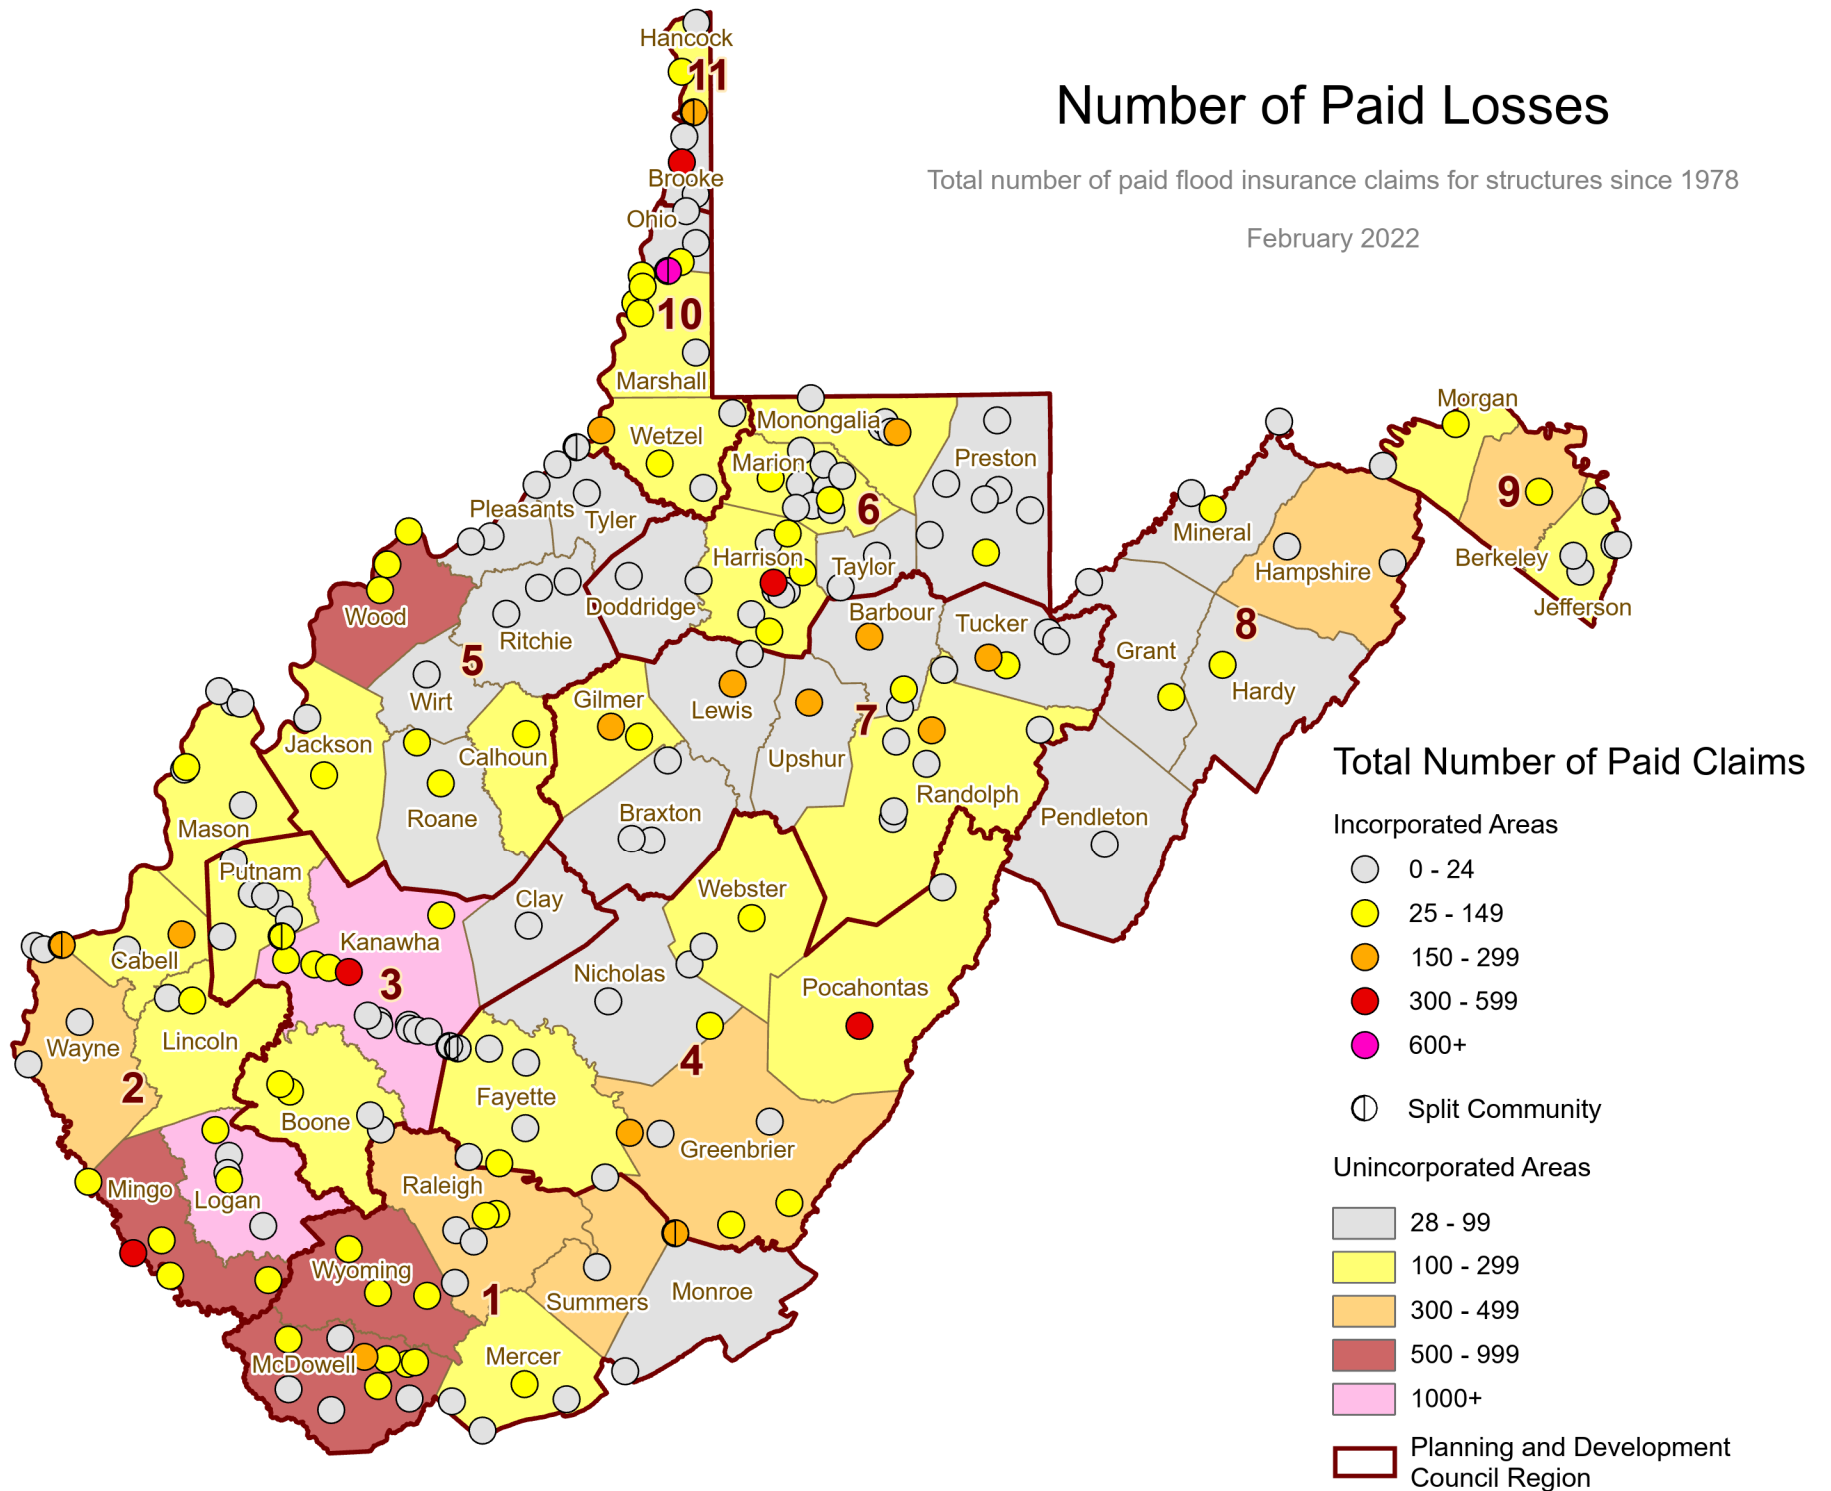 Hancock
11
Number of Paid Losses
Brooke
Total number of paid flood insurance claims for structures since 1978
Ohio
February 2022
10
Marshall
Morgan
Monongalia
Wetzel
Marion
Preston
9
Pleasants
Tyler
6
Mineral
Harrison
Taylor
Berkeley
Hampshire
Doddridge
Jefferson
Wood
Barbour
Tucker
8
Ritchie
5
Grant
Gilmer
Hardy
Wirt
Lewis
7
Jackson
Calhoun
Upshur
Total Number of Paid Claims
Randolph
Roane
Braxton
Pendleton
Mason
Incorporated Areas
Putnam
0 - 24
Webster
Clay
25 - 149
Kanawha
Cabell
150 - 299
Nicholas
3
Pocahontas
300 - 599
Wayne
Lincoln
600+
4
2
Fayette
Split Community
Boone
Greenbrier
Unincorporated Areas
Mingo
Raleigh
Logan
28 - 99
Wyoming
100 - 299
1
Summers
Monroe
300 - 499
McDowell
Mercer
500 - 999
1000+
Planning and Development
Council Region